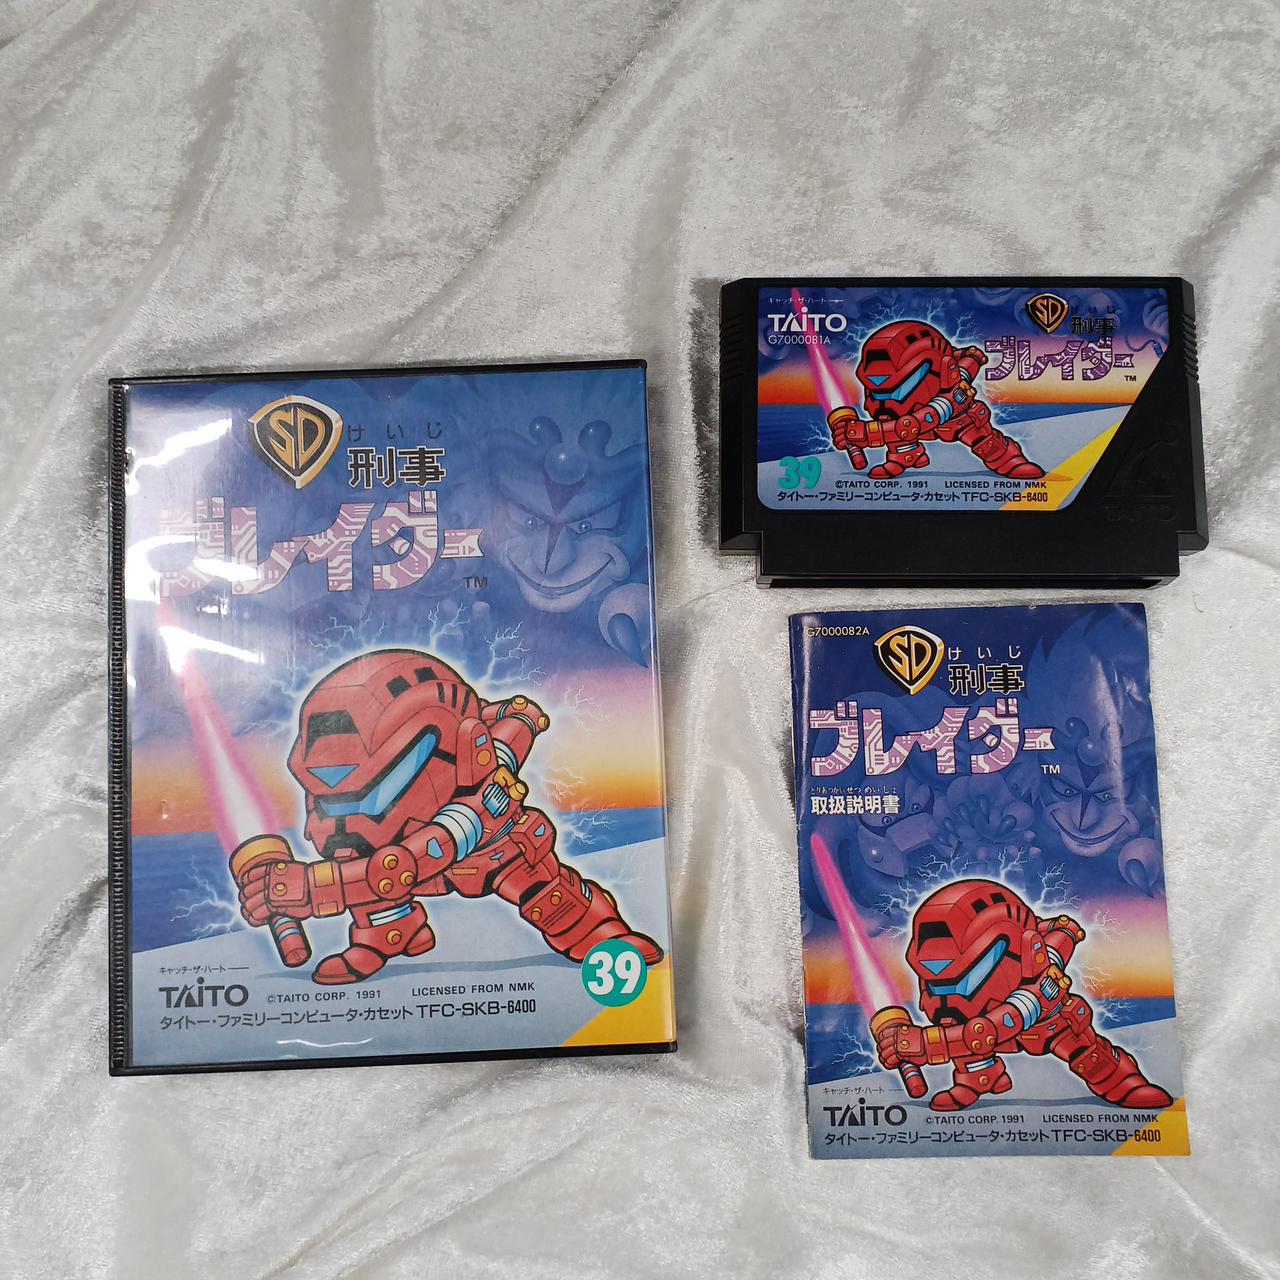 SD
けいじ
刑事
ブレイダー
TM
39
キャッチ・ザ・ハート
TAITO ©TAITO CORP. 1991 LICENSED FROM NMK
タイトー・ファミリーコンピュータ・カセット TFC-SKB-6400
キャッチ・ザ・ハート
TAITO
G7000081A
SD
けいじ
刑事
ブレイダー
TM
39
©TAITO CORP. 1991 LICENSED FROM NMK
タイトー・ファミリーコンピュータ・カセット TFC-SKB-6400
TAITO
G7000082A
SD
けいじ
刑事
ブレイダー
TM
とりあつかいせつめいしょ
取扱説明書
キャッチ・ザ・ハート
TAITO ©TAITO CORP. 1991 LICENSED FROM NMK
タイトー・ファミリーコンピュータ・カセット TFC-SKB-6400